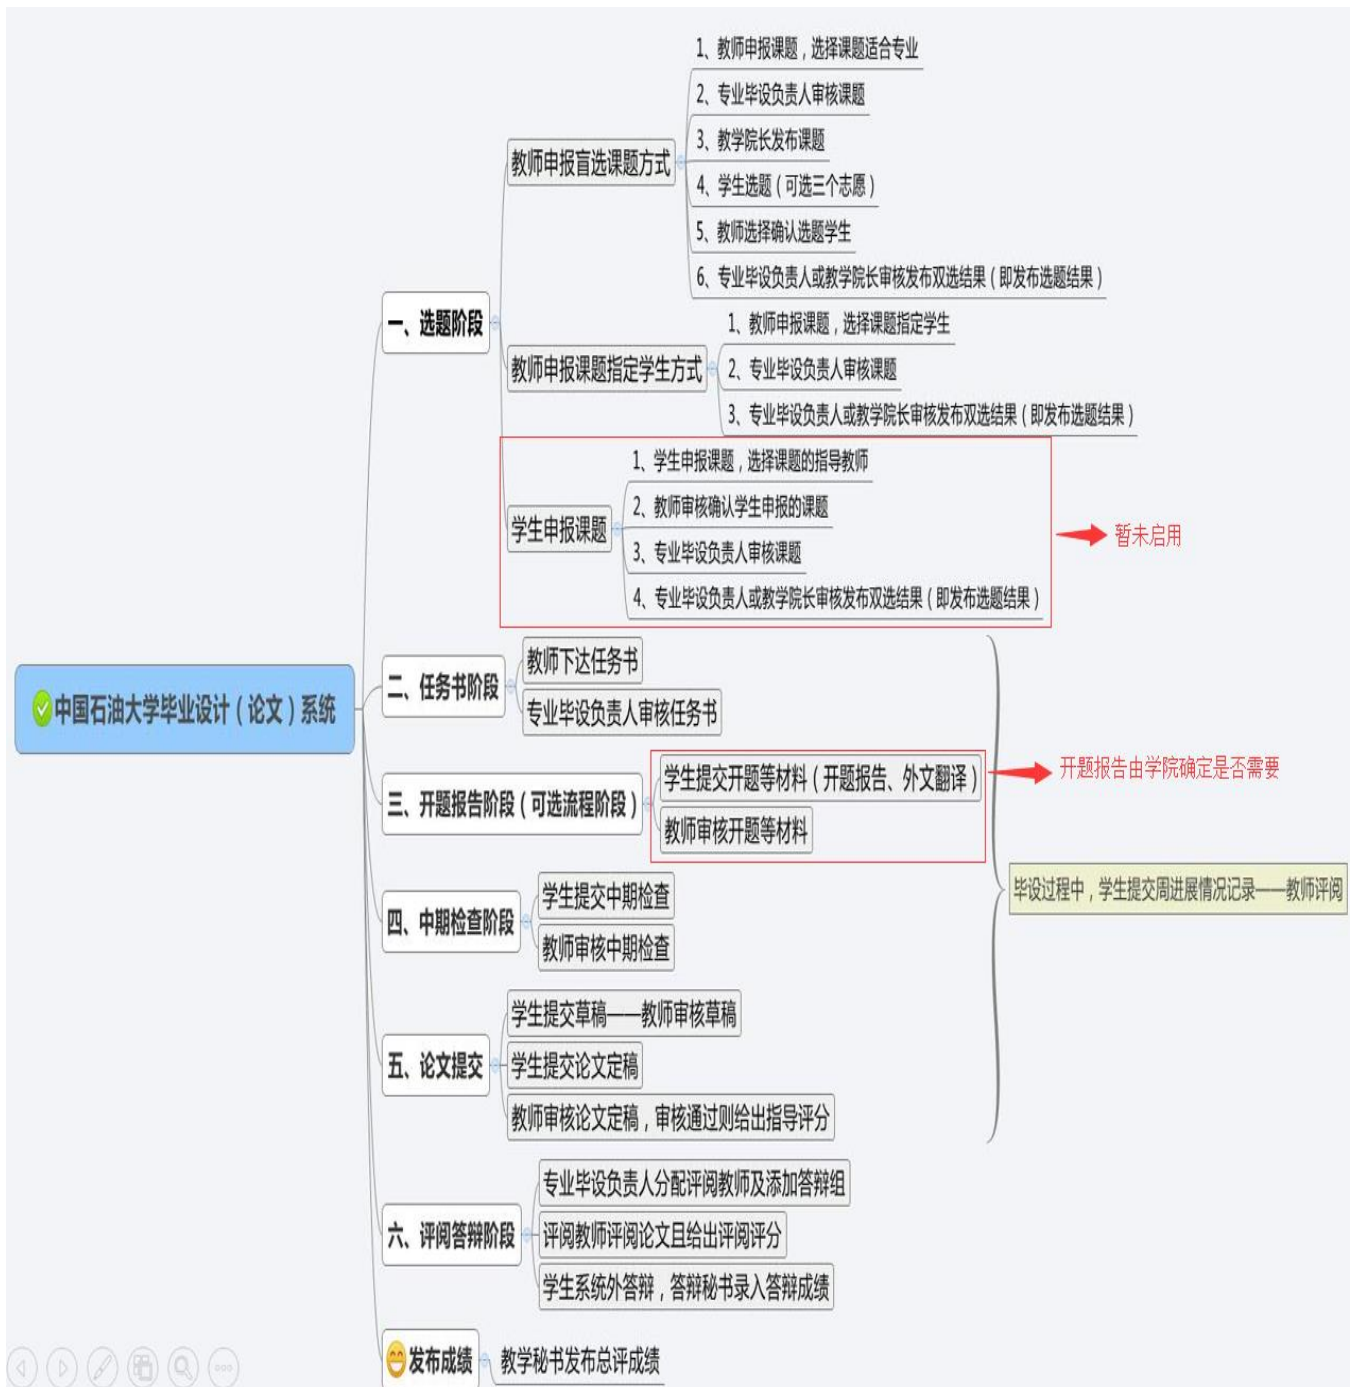 中国石油大学毕业设计（论文）系统
一、选题阶段
教师申报盲选课题方式
1、教师申报课题，选择课题适合专业
2、专业毕设负责人审核课题
3、教学院长发布课题
4、学生选题（可选三个志愿）
5、教师选择确认选题学生
6、专业毕设负责人或教学院长审核发布双选结果（即发布选题结果）
教师申报课题指定学生方式
1、教师申报课题，选择课题指定学生
2、专业毕设负责人审核课题
3、专业毕设负责人或教学院长审核发布双选结果（即发布选题结果）
学生申报课题
1、学生申报课题，选择课题的指导教师
2、教师审核确认学生申报的课题
3、专业毕设负责人审核课题
4、专业毕设负责人或教学院长审核发布双选结果（即发布选题结果）
暂未启用
二、任务书阶段
教师下达任务书
专业毕设负责人审核任务书
三、开题报告阶段（可选流程阶段）
学生提交开题等材料（开题报告、外文翻译）
教师审核开题等材料
开题报告由学院确定是否需要
四、中期检查阶段
学生提交中期检查
教师审核中期检查
五、论文提交
学生提交草稿——教师审核草稿
学生提交论文定稿
教师审核论文定稿，审核通过则给出指导评分
毕设过程中，学生提交周进展情况记录——教师评阅
六、评阅答辩阶段
专业毕设负责人分配评阅教师及添加答辩组
评阅教师评阅论文且给出评阅评分
学生系统外答辩，答辩秘书录入答辩成绩
发布成绩
教学秘书发布总评成绩